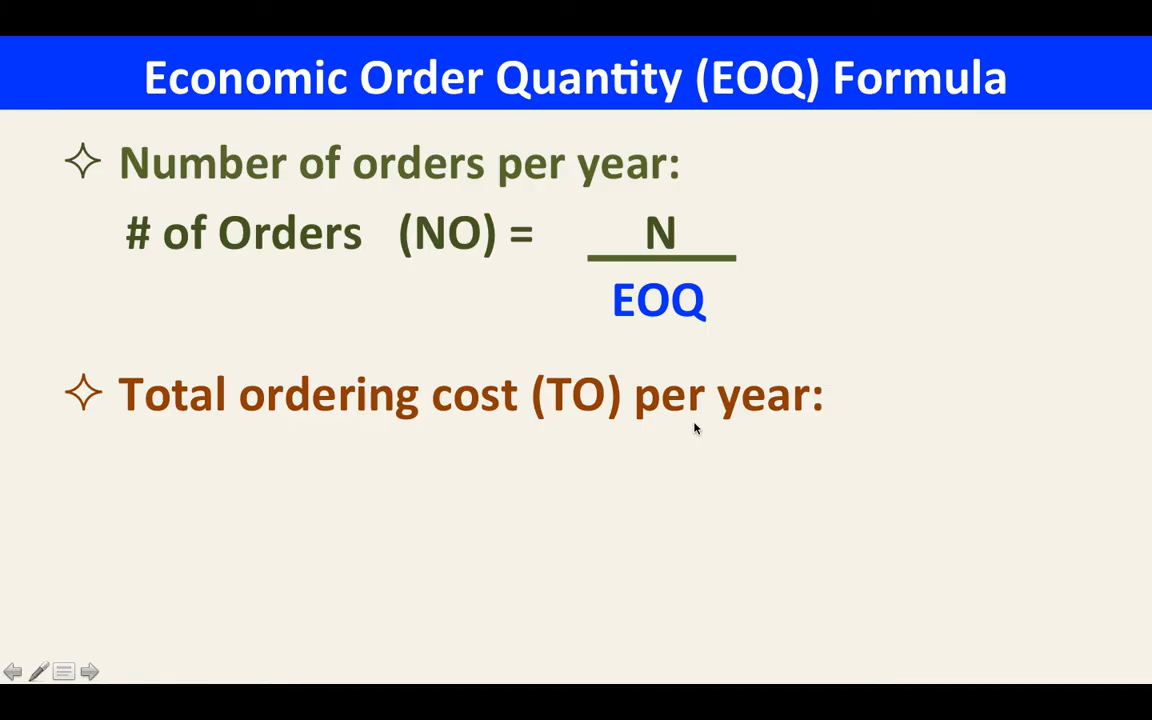 Economic Order Quantity (EOQ) Formula
Number of orders per year:
# of Orders (NO) = N
EOQ
Total ordering cost (TO) per year: